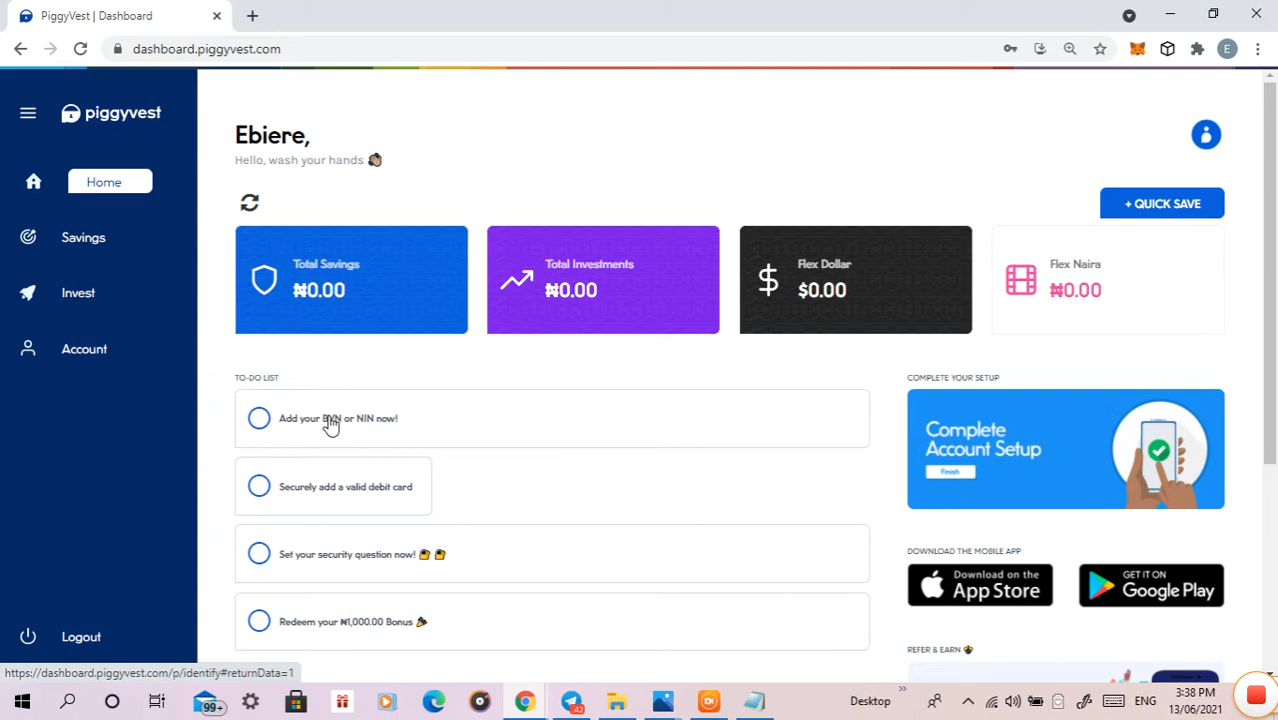 PiggyVest | Dashboard
dashboard.piggyvest.com
E
piggyvest
Home
Savings
Invest
Account
Logout
Ebiere,
Hello, wash your hands
+ QUICK SAVE
Total Savings
₦0.00
Total Investments
₦0.00
Flex Dollar
$0.00
Flex Naira
₦0.00
TO-DO LIST
Add your BVN or NIN now!
Securely add a valid debit card
Set your security question now!
Redeem your ₦1,000.00 Bonus
COMPLETE YOUR SETUP
Complete
Account Setup
Finish
DOWNLOAD THE MOBILE APP
Download on the
App Store
GET IT ON
Google Play
REFER & EARN
https://dashboard.piggyvest.com/p/identify#returnData=1
99+
42
Desktop
ENG
3:38 PM
13/06/2021